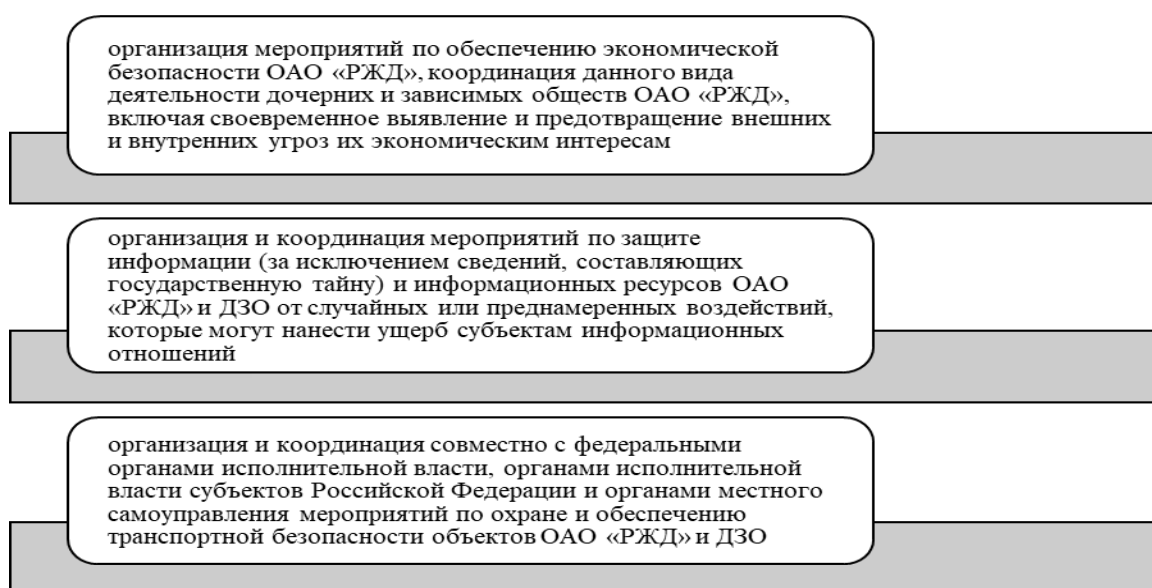 организация мероприятий по обеспечению экономической
безопасности ОАО «РЖД», координация данного вида
деятельности дочерних и зависимых обществ ОАО «РЖД»,
включая своевременное выявление и предотвращение внешних
и внутренних угроз их экономическим интересам
организация и координация мероприятий по защите
информации (за исключением сведений, составляющих
государственную тайну) и информационных ресурсов ОАО
«РЖД» и ДЗО от случайных или преднамеренных воздействий,
которые могут нанести ущерб субъектам информационных
отношений
организация и координация совместно с федеральными
органами исполнительной власти, органами исполнительной
власти субъектов Российской Федерации и органами местного
самоуправления мероприятий по охране и обеспечению
транспортной безопасности объектов ОАО «РЖД» и ДЗО